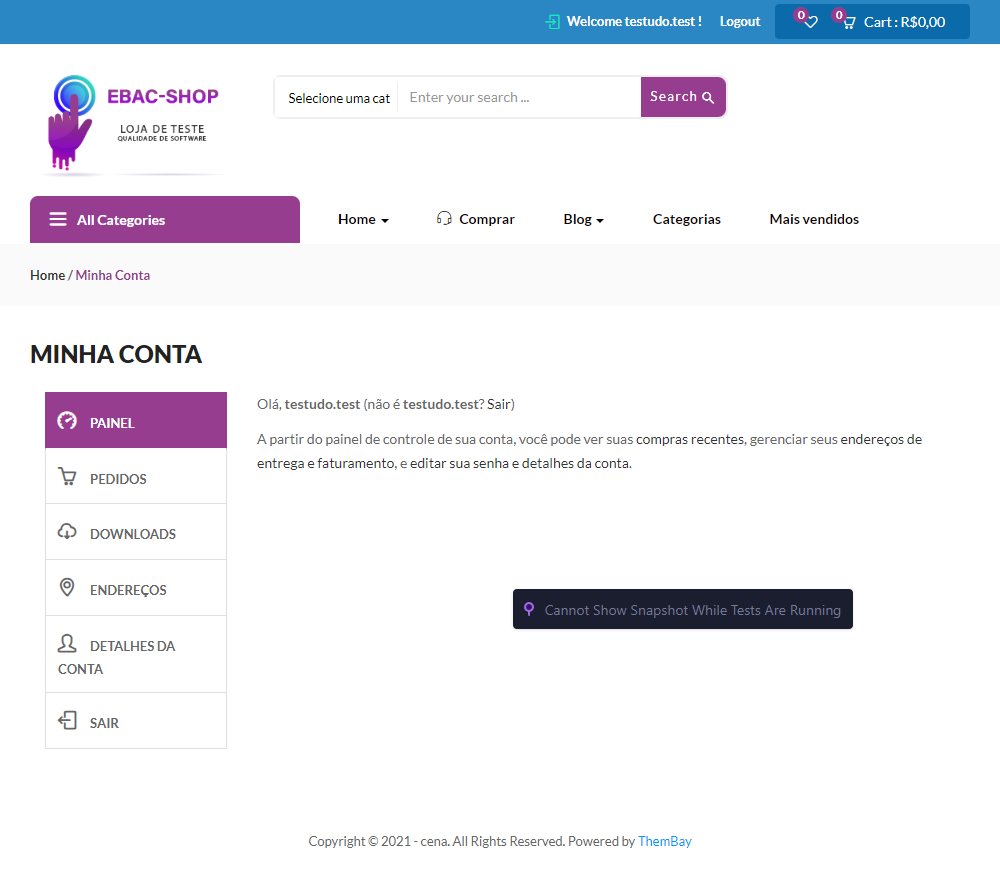 Welcome testudo.test !
Logout
0
0
Cart : R$0,00
EBAC-SHOP
LOJA DE TESTE
QUALIDADE DE SOFTWARE
Selecione uma cat
Enter your search ...
Search
All Categories
Home
Comprar
Blog
Categorias
Mais vendidos
Home / Minha Conta
MINHA CONTA
PAINEL
PEDIDOS
DOWNLOADS
ENDEREÇOS
DETALHES DA
CONTA
SAIR
Olá, testudo.test (não é testudo.test? Sair)
A partir do painel de controle de sua conta, você pode ver suas compras recentes, gerenciar seus endereços de
entrega e faturamento, e editar sua senha e detalhes da conta.
Cannot Show Snapshot While Tests Are Running
Copyright © 2021 - cena. All Rights Reserved. Powered by ThemBay